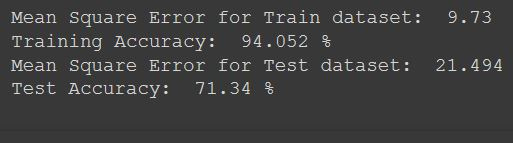 Mean Square Error for Train dataset:  9.73
Training Accuracy:  94.052 %
Mean Square Error for Test dataset:  21.494
Test Accuracy:  71.34 %